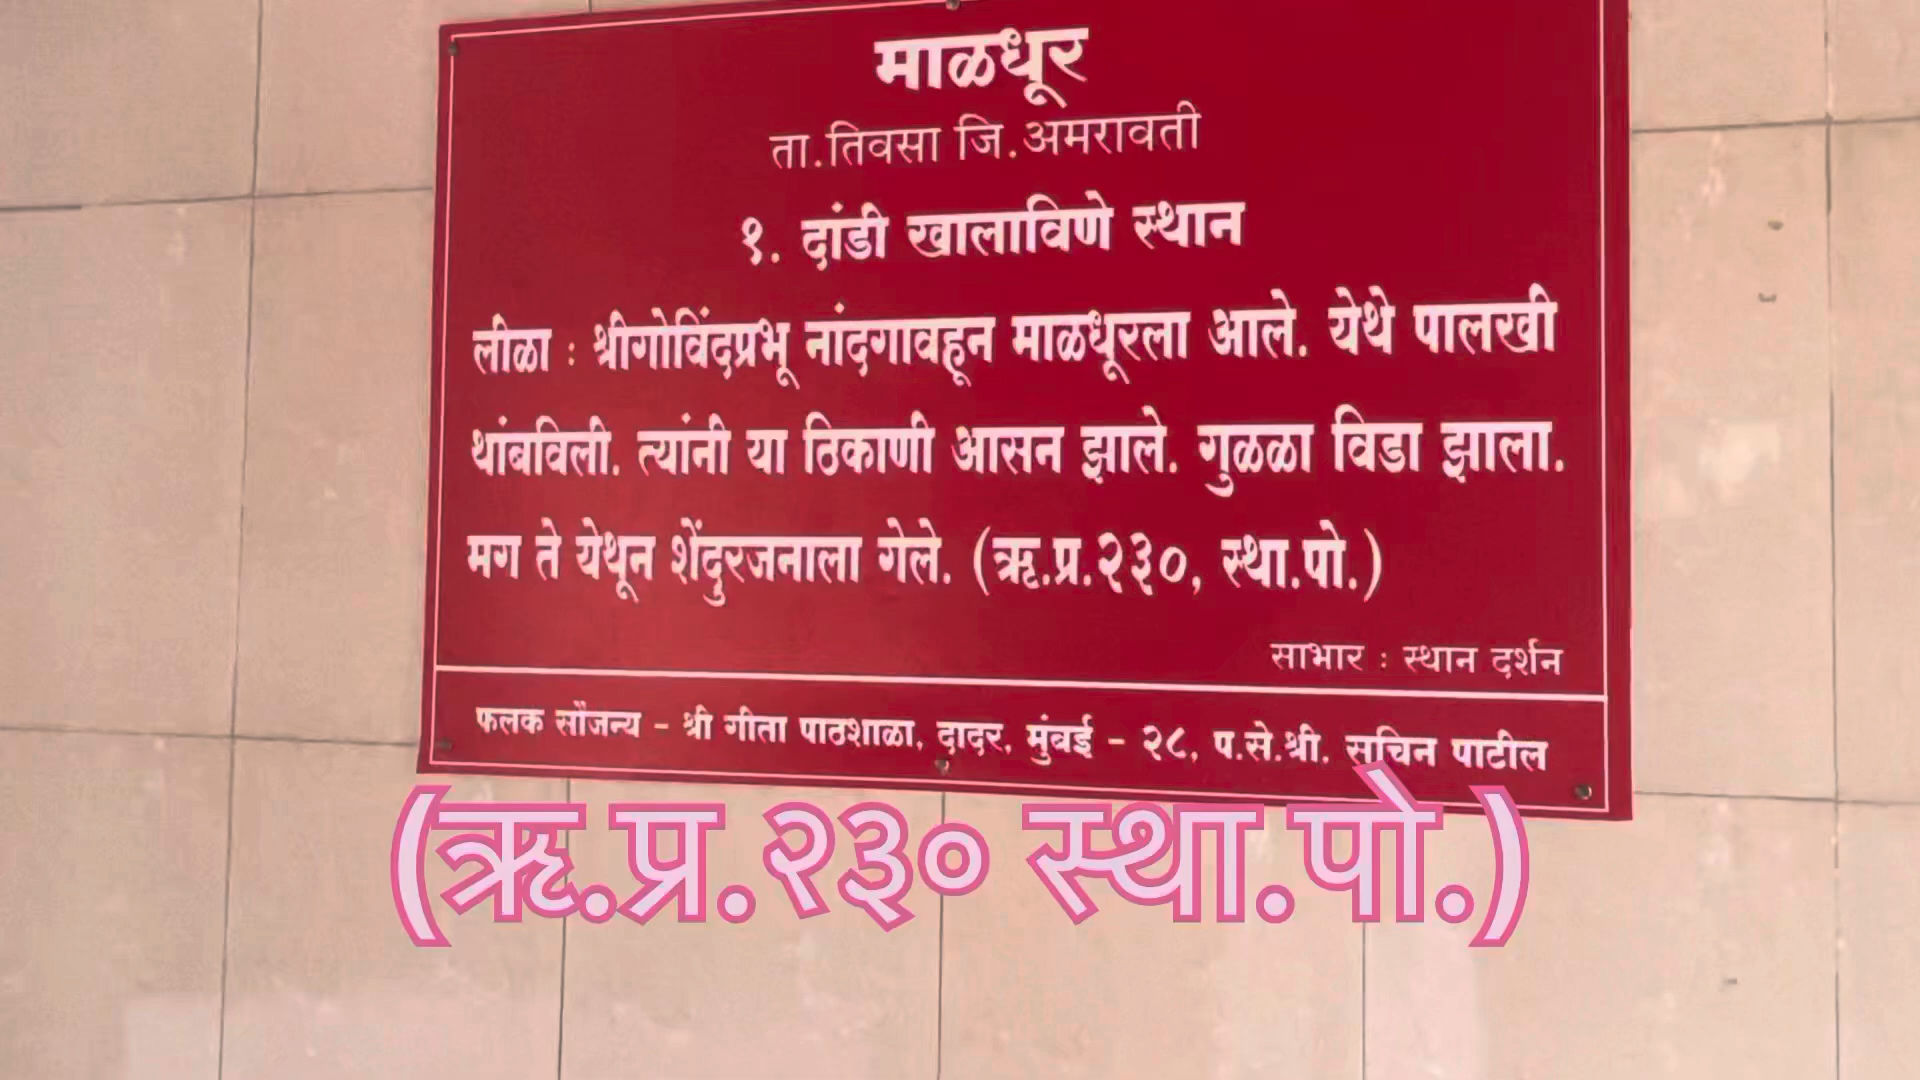 माळधूर
ता.तिवसा जि.अमरावती
१. दांडी खालाविणे स्थान
लीळा : श्रीगोविंदप्रभू नांदगावहून माळधूरला आले. येथे पालखी
थांबविली. त्यांनी या ठिकाणी आसन झाले. गुळळा विडा झाला.
मग ते येथून शेंदुरजनाला गेले. (ऋ.प्र.२३०, स्था.पो.)
साभार : स्थान दर्शन
फलक सौजन्य - श्री गीता पाठशाळा, दादर, मुंबई - २८, प.से.श्री. सचिन पाटील
(ऋ.प्र.२३० स्था.पो.)